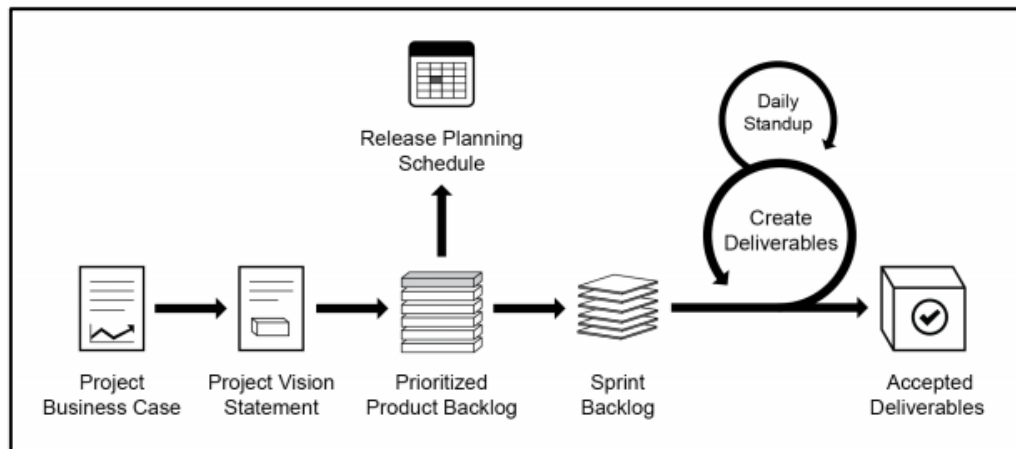 Release Planning
Schedule
Daily
Standup
Create
Deliverables
Project
Business Case
Project Vision
Statement
Prioritized
Product Backlog
Sprint
Backlog
Accepted
Deliverables